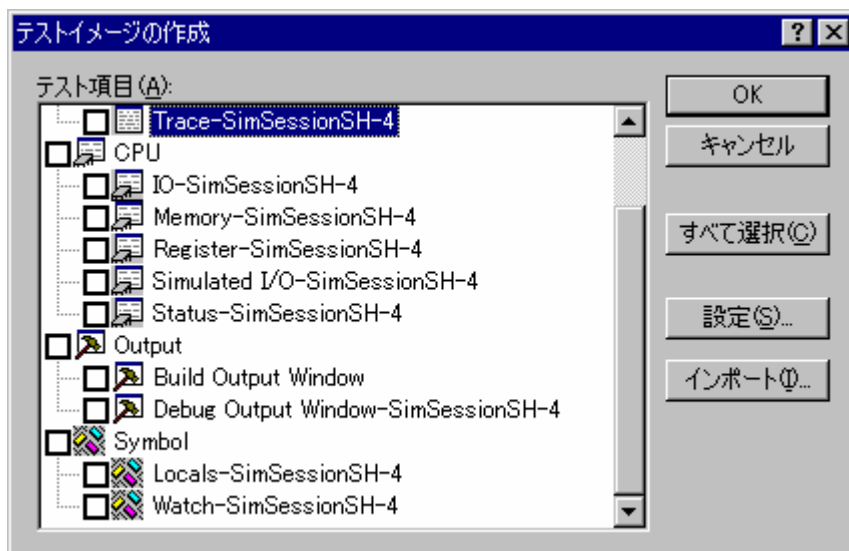 テストイメージの作成
テスト項目(A):
Trace-SimSessionSH-4
CPU
IO-SimSessionSH-4
Memory-SimSessionSH-4
Register-SimSessionSH-4
Simulated I/O-SimSessionSH-4
Status-SimSessionSH-4
Output
Build Output Window
Debug Output Window-SimSessionSH-4
Symbol
Locals-SimSessionSH-4
Watch-SimSessionSH-4
OK
キャンセル
すべて選択(C)
設定(S)...
インポート(I)...